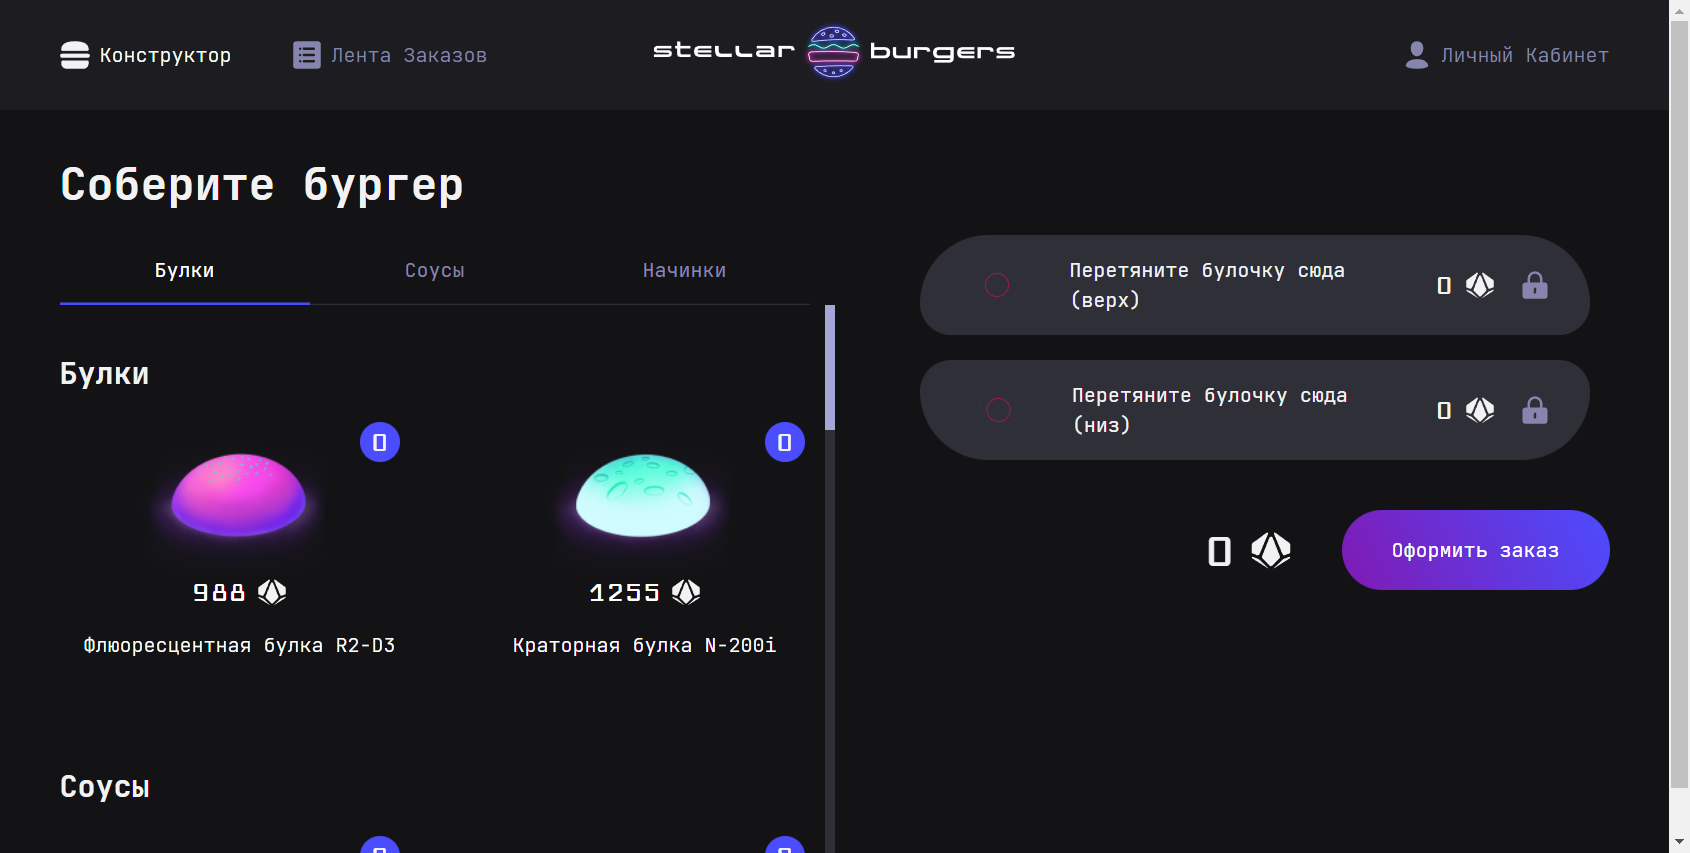 Конструктор
Лента Заказов
stellar burgers
Личный Кабинет
Соберите бургер
Булки
Соусы
Начинки
Булки
0
0
988
1255
Флюоресцентная булка R2-D3
Краторная булка N-200i
Соусы
Перетяните булочку сюда
(верх)
0
Перетяните булочку сюда
(низ)
0
0
Оформить заказ